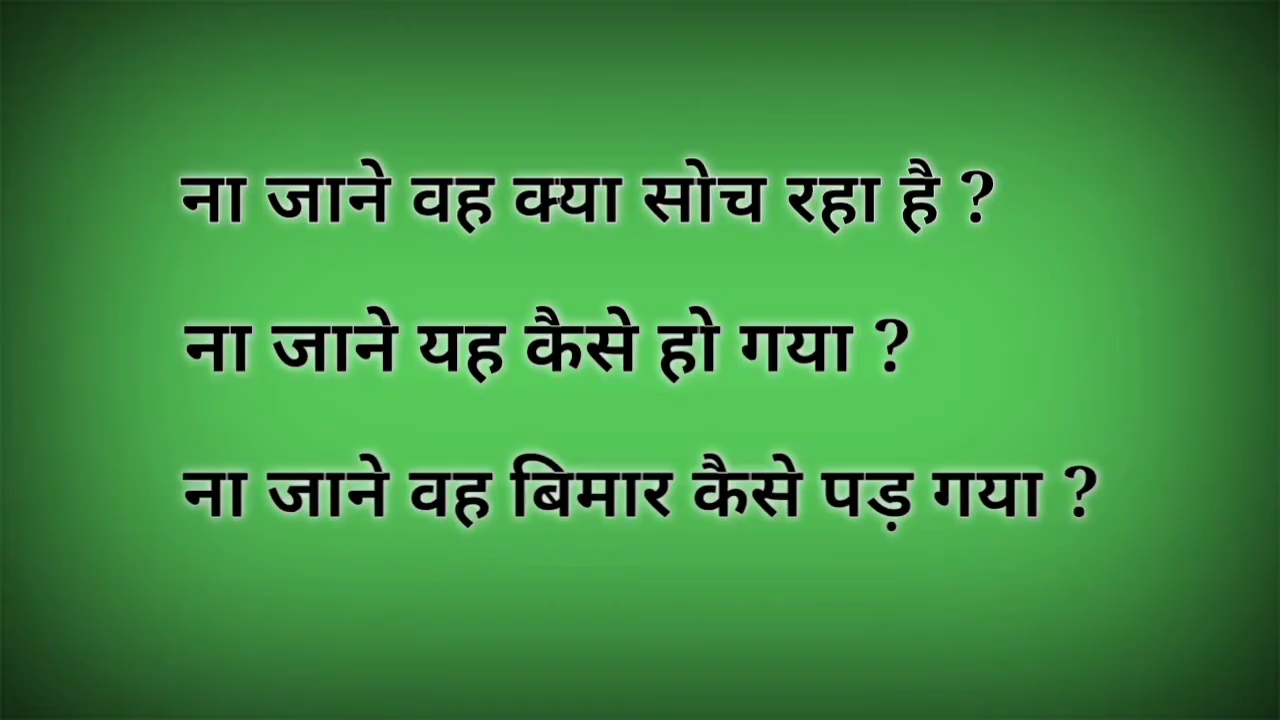 ना जाने वह क्या सोच रहा है ?
ना जाने यह कैसे हो गया ?
ना जाने वह बिमार कैसे पड़ गया ?